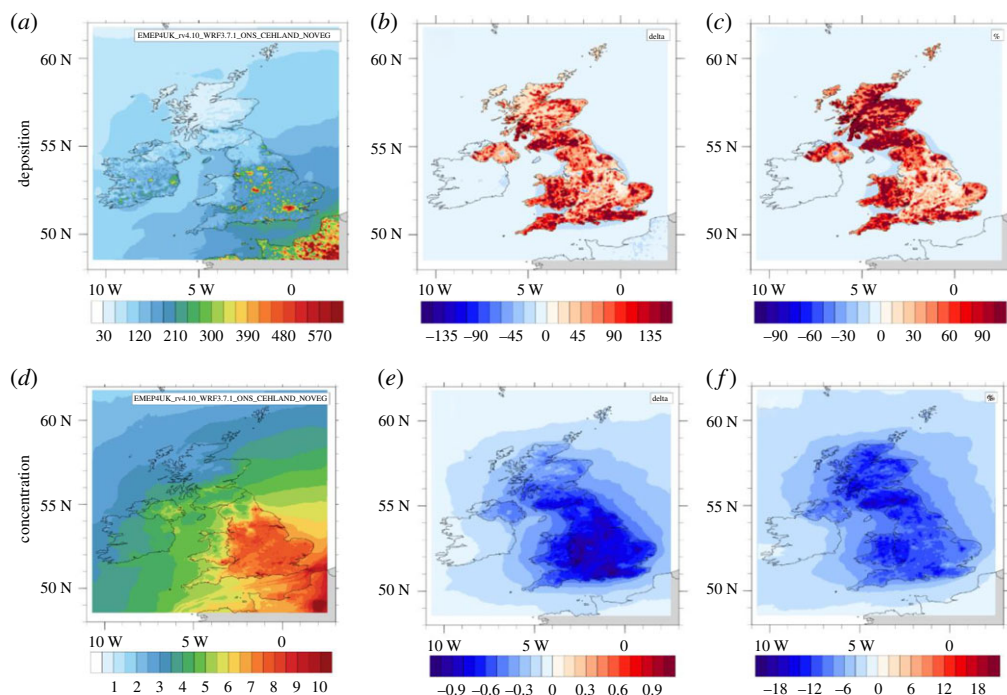 (a)
EMEP4UK_rv4.10_WRF3.7.1_ONS_CEHLAND_NOVEG
(b)
delta
(c)
%
60 N
60 N
60 N
deposition
55 N
55 N
55 N
50 N
50 N
50 N
10 W 5 W 0
10 W 5 W 0
10 W 5 W 0
30 120 210 300 390 480 570
−135 −90 −45 0 45 90 135
−90 −60 −30 0 30 60 90
(d)
EMEP4UK_rv4.10_WRF3.7.1_ONS_CEHLAND_NOVEG
(e)
delta
(f)
%
60 N
60 N
60 N
concentration
55 N
55 N
55 N
50 N
50 N
50 N
10 W 5 W 0
10 W 5 W 0
10 W 5 W 0
1 2 3 4 5 6 7 8 9 10
−0.9 −0.6 −0.3 0 0.3 0.6 0.9
−18 −12 −6 0 6 12 18